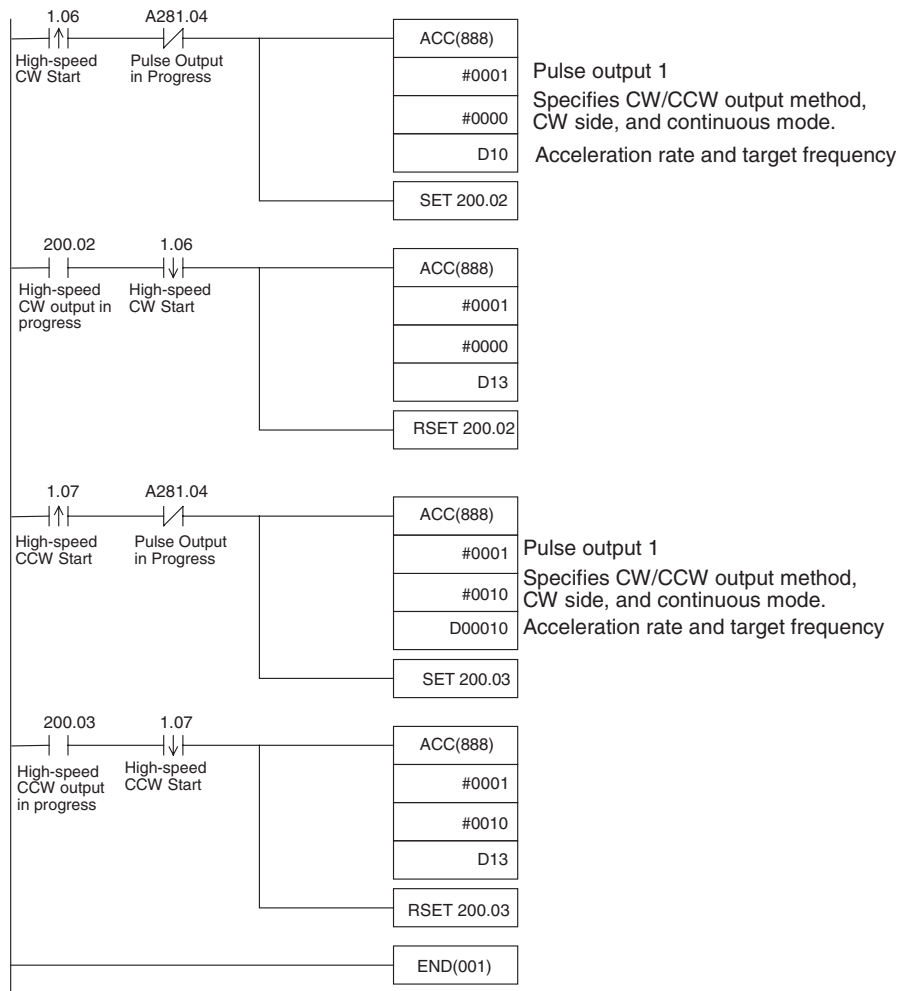 1.06 A281.04
High-speed
CW Start
Pulse Output
in Progress
ACC(888)
#0001 Pulse output 1
#0000 Specifies CW/CCW output method,
CW side, and continuous mode.
D10 Acceleration rate and target frequency
SET 200.02
200.02 1.06
High-speed
CW output in
progress
High-speed
CW Start
ACC(888)
#0001
#0000
D13
RSET 200.02
1.07 A281.04
High-speed
CCW Start
Pulse Output
in Progress
ACC(888)
#0001 Pulse output 1
#0010 Specifies CW/CCW output method,
CW side, and continuous mode.
D00010 Acceleration rate and target frequency
SET 200.03
200.03 1.07
High-speed
CCW output
in progress
High-speed
CCW Start
ACC(888)
#0001
#0010
D13
RSET 200.03
END(001)